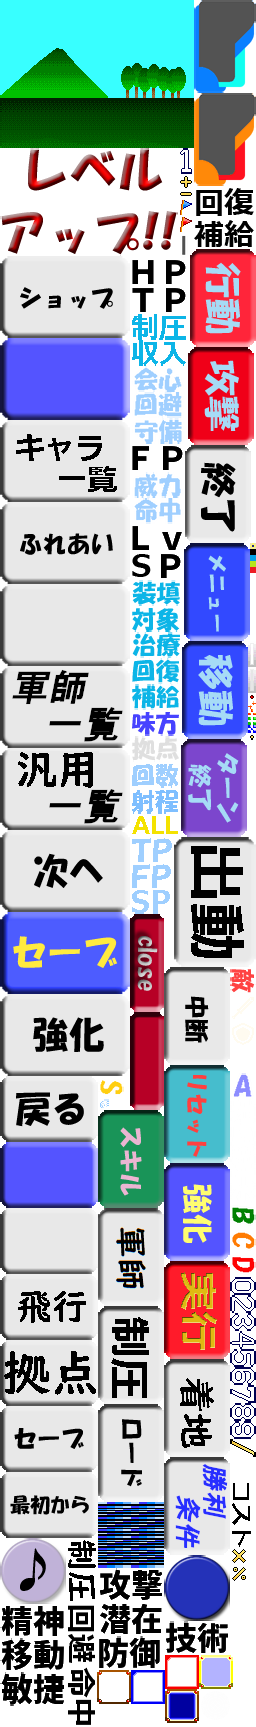 レベル
アップ!!
1
+
-
回復
補給
HP
TP
制圧
収入
会心
回避
守備
FP
威力
命中
Lv
SP
装填
対象
治療
回復
補給
味方
拠点
回数
射程
ALL
TP
FP
SP
ショップ
キャラ
一覧
ふれあい
軍師
一覧
汎用
一覧
次へ
セーブ
強化
戻る
飛行
拠点
セーブ
最初から
行動
攻撃
終了
メニュー
移動
ターン
終了
出動
close
敵
中断
S
A
リセット
スキル
強化
B
C
D
軍師
実行
0123456789/
制圧
着地
ロード
勝利
条件
コスト
×
※
♪
制圧
回避
命中
攻撃
潜在
防御
技術
精神
移動
敏捷